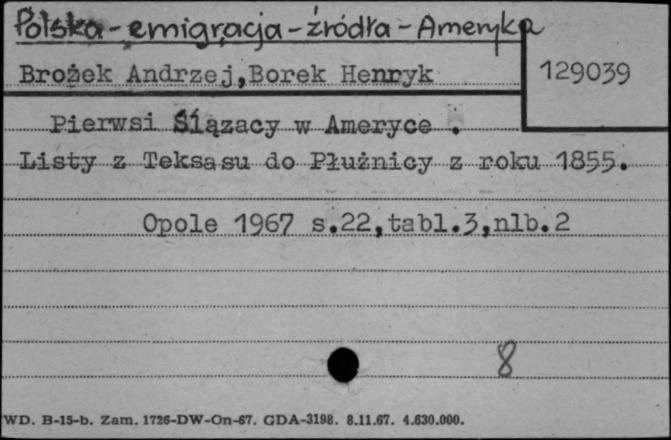 Polska - emigracja - źródła - Ameryka
Brożek Andrzej,Borek Henryk
129039
Pierwsi Ślązacy w Ameryce .
Listy z Teksasu do Płużnicy z roku 1855.
Opole 1967 s.22,tabl.3,nlb.2
8
WD. B-15-b. Zam. 1726-DW-On-67. GDA-3198. 8.11.67. 4.630.000.